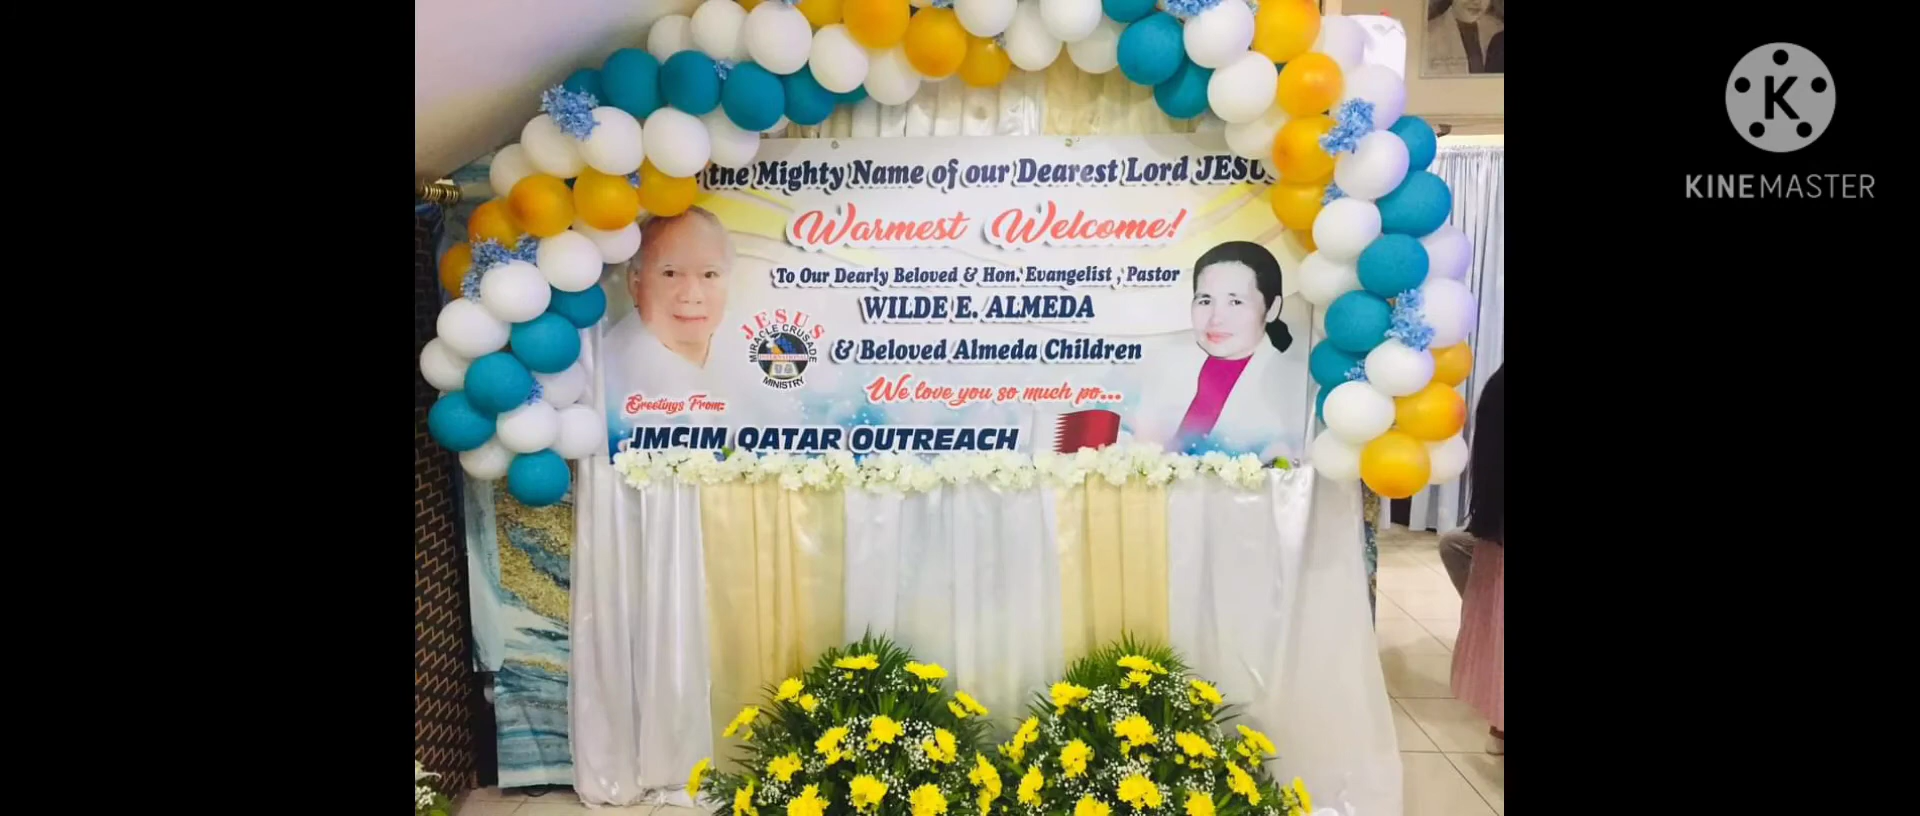 the Mighty Name of our Dearest Lord JESU
Warmest Welcome!
To Our Dearly Beloved & Hon. Evangelist, Pastor
WILDE E. ALMEDA
& Beloved Almeda Children
We love you so much po...
JESUS
MIRACLE CRUSADE
INTERNATIONAL
MINISTRY
Greetings From:
JMCIM QATAR OUTREACH
K
KINEMASTER